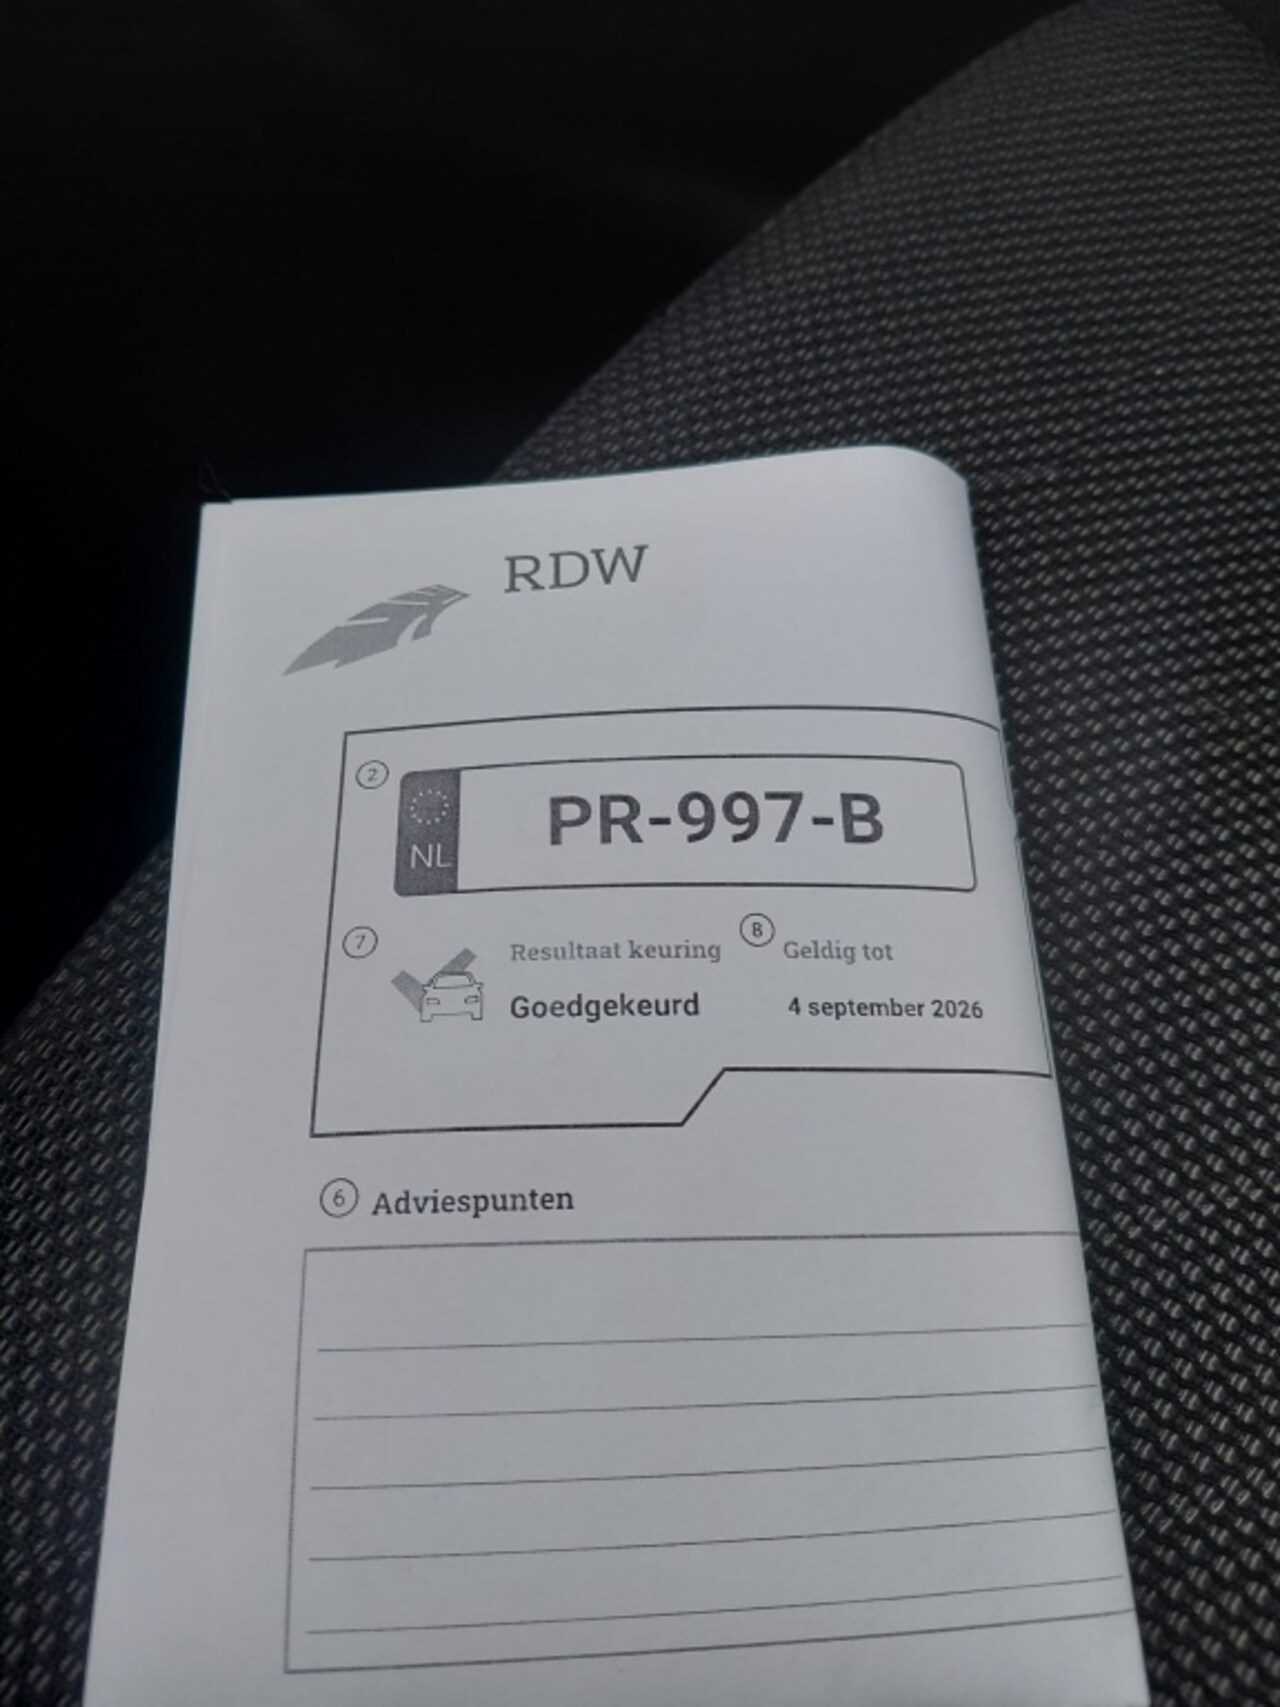 RDW
2
NL
PR-997-B
7
Resultaat keuring
8
Geldig tot
Goedgekeurd
4 september 2026
6 Adviespunten